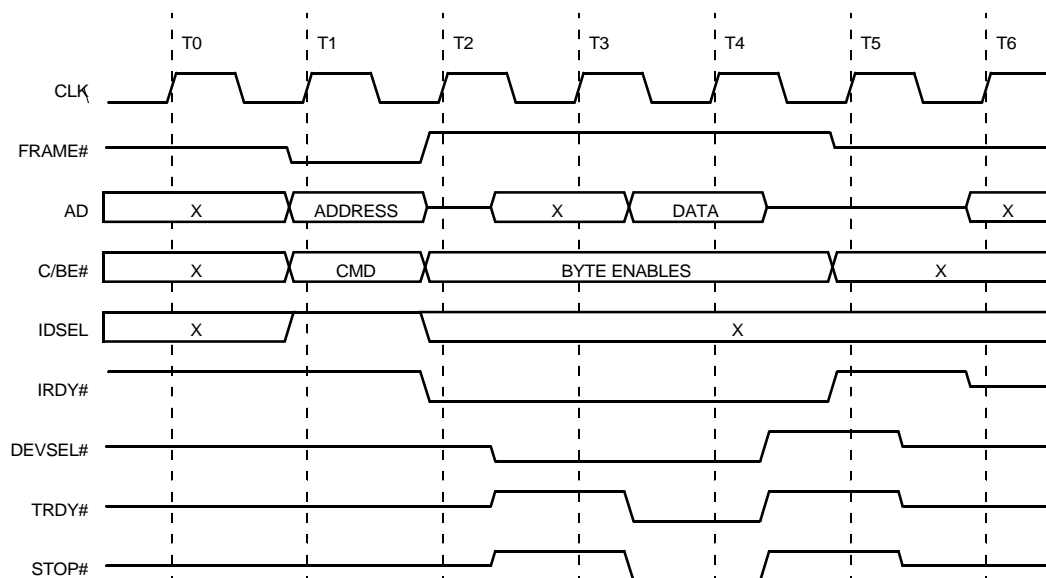 T0 T1 T2 T3 T4 T5 T6
CLK
FRAME#
AD X ADDRESS X DATA X
C/BE# X CMD BYTE ENABLES X
IDSEL X X
IRDY#
DEVSEL#
TRDY#
STOP#